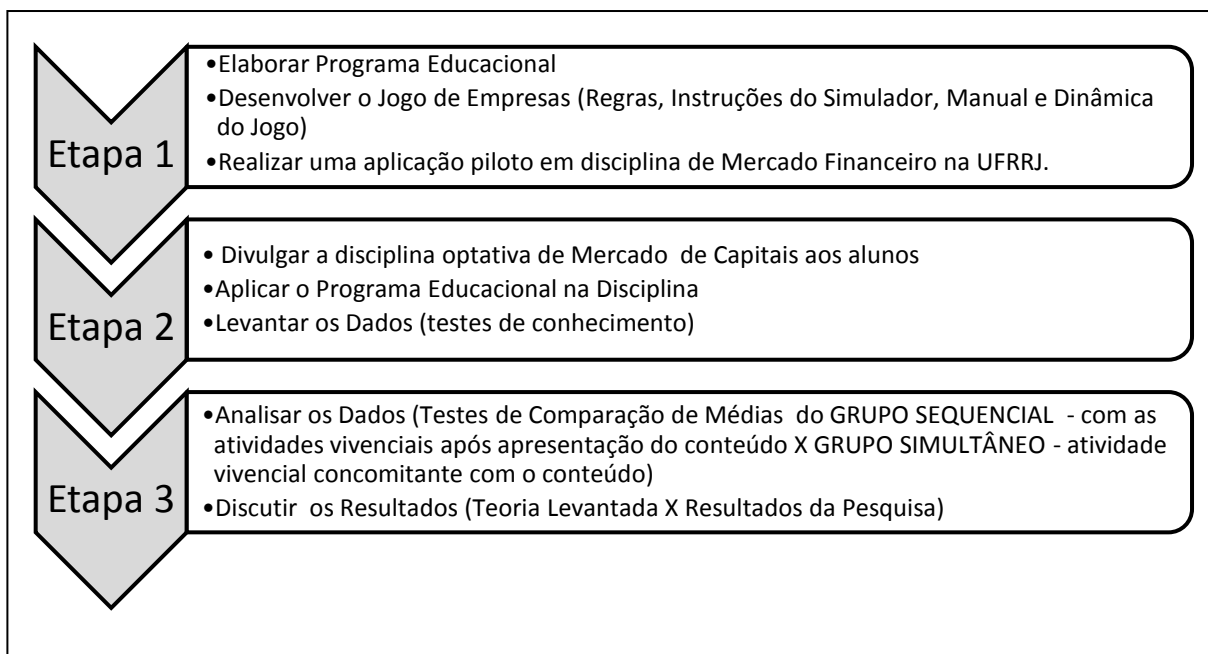 Etapa 1
•Elaborar Programa Educacional
•Desenvolver o Jogo de Empresas (Regras, Instruções do Simulador, Manual e Dinâmica
do Jogo)
•Realizar uma aplicação piloto em disciplina de Mercado Financeiro na UFRRJ.
Etapa 2
• Divulgar a disciplina optativa de Mercado de Capitais aos alunos
•Aplicar o Programa Educacional na Disciplina
•Levantar os Dados (testes de conhecimento)
Etapa 3
•Analisar os Dados (Testes de Comparação de Médias do GRUPO SEQUENCIAL - com as
atividades vivenciais após apresentação do conteúdo X GRUPO SIMULTÂNEO - atividade
vivencial concomitante com o conteúdo)
•Discutir os Resultados (Teoria Levantada X Resultados da Pesquisa)